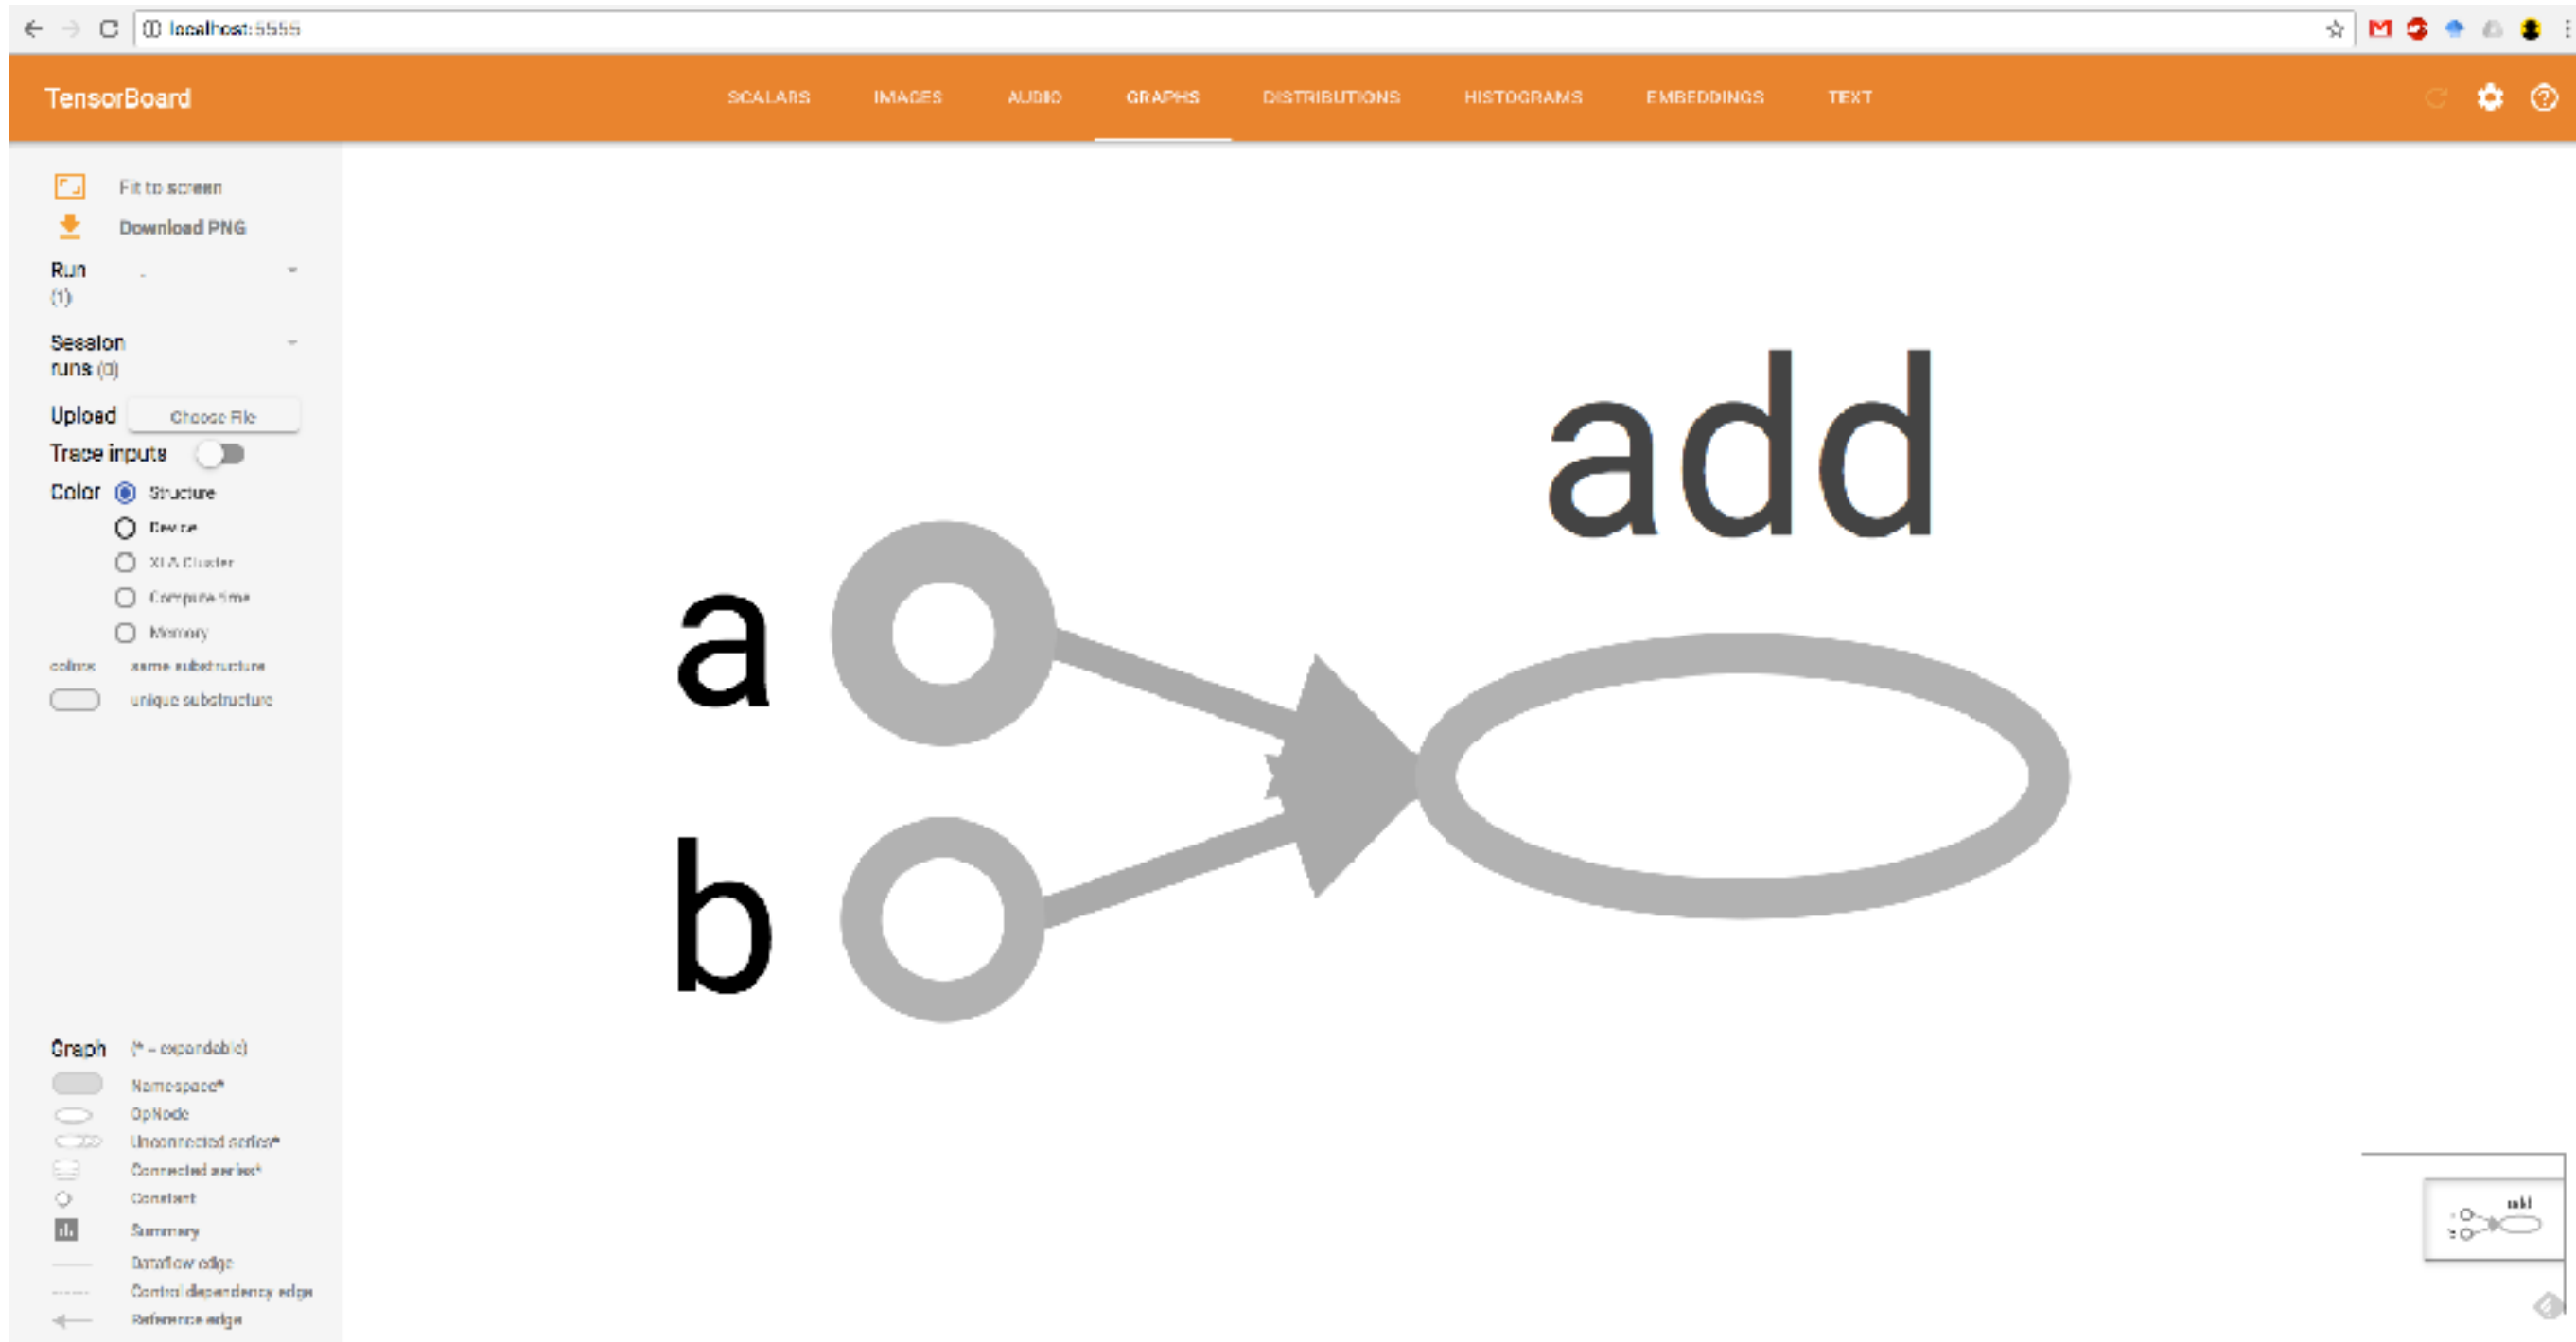 localhost:5555
TensorBoard
SCALARS IMAGES AUDIO GRAPHS DISTRIBUTIONS HISTOGRAMS EMBEDDINGS TEXT
Fit to screen
Download PNG
Run
(1)
Session
runs (0)
Upload Choose File
Trace inputs
Color Structure
Device
XLA Cluster
Compute time
Memory
colors same substructure
unique substructure
add
a
b
Graph (* = expandable)
Namespace*
OpNode
Unconnected series*
Connected series*
Constant
Summary
Dataflow edge
Control dependency edge
Reference edge
add